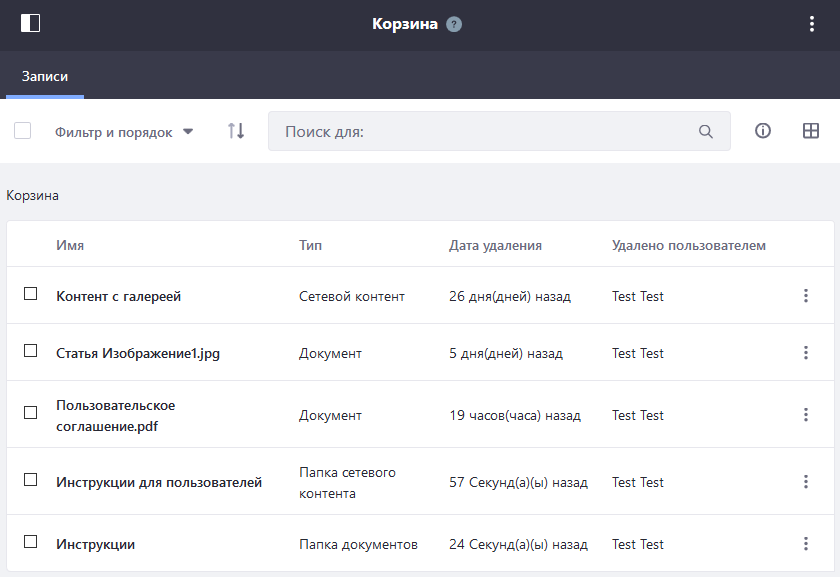 Корзина ?
Записи
Фильтр и порядок
Поиск для:
Корзина
Имя Тип Дата удаления Удалено пользователем
Контент с галереей Сетевой контент 26 дня(дней) назад Test Test
Статья Изображение1.jpg Документ 5 дня(дней) назад Test Test
Пользовательское
соглашение.pdf Документ 19 часов(часа) назад Test Test
Инструкции для пользователей Папка сетевого
контента 57 Секунд(а)(ы) назад Test Test
Инструкции Папка документов 24 Секунд(а)(ы) назад Test Test